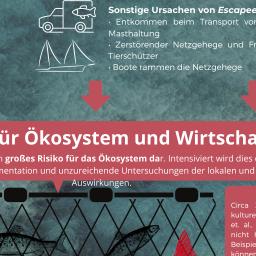 Sonstige Ursachen von Escapee
· Entkommen beim Transport vor
Masthaltung
· Zerstörender Netzgehege und Fr
Tierschützer
· Boote rammen die Netzgehege
ür Ökosystem und Wirtscha
großes Risiko für das Ökosystem dar. Intensiviert wird dies
mentation und unzureichende Untersuchungen der lokalen und
Auswirkungen.
Circa
kulture
et. al.,
nicht
Beispie
können